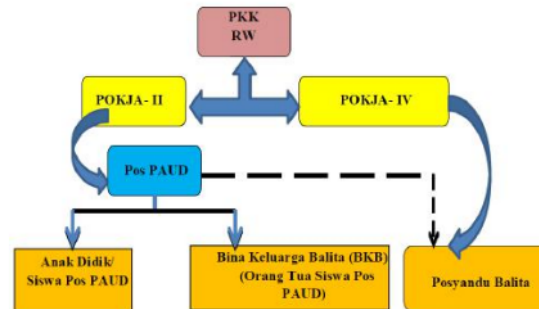 PKK
RW
POKJA- II
POKJA- IV
Pos PAUD
Anak Didik/
Siswa Pos PAUD
Bina Keluarga Balita (BKB)
(Orang Tua Siswa Pos
PAUD)
Posyandu Balita